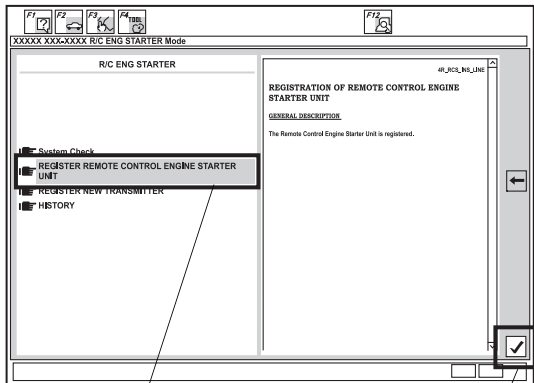 F1 F2 F3 F4 TOOL F12
XXXXX XXX-XXXX R/C ENG STARTER Mode
R/C ENG STARTER
System Check
REGISTER REMOTE CONTROL ENGINE STARTER
UNIT
REGISTER NEW TRANSMITTER
HISTORY
4R_RCS_INS_LINE
REGISTRATION OF REMOTE CONTROL ENGINE
STARTER UNIT
GENERAL DESCRIPTION
The Remote Control Engine Starter Unit is registered.